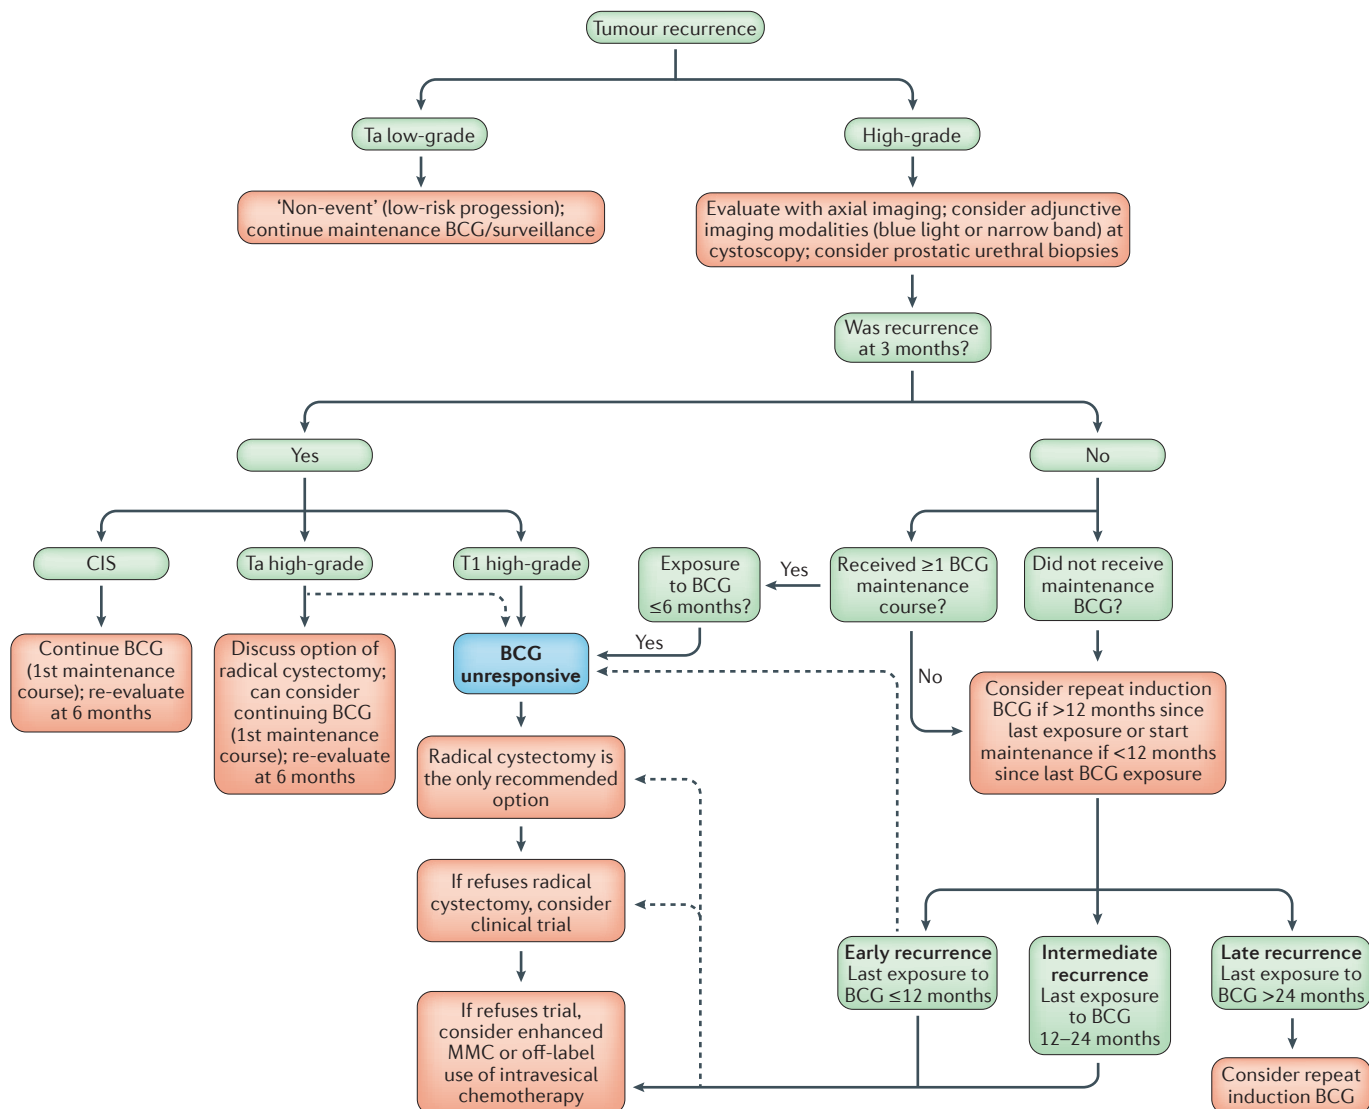 Tumour recurrence
Ta low-grade
High-grade
‘Non-event’ (low-risk progession);
continue maintenance BCG/surveillance
Evaluate with axial imaging; consider adjunctive
imaging modalities (blue light or narrow band) at
cystoscopy; consider prostatic urethral biopsies
Was recurrence
at 3 months?
Yes
No
CIS
Ta high-grade
T1 high-grade
Exposure
to BCG
≤6 months?
Yes
Received ≥1 BCG
maintenance
course?
Did not receive
maintenance
BCG?
Continue BCG
(1st maintenance
course); re-evaluate
at 6 months
Discuss option of
radical cystectomy;
can consider
continuing BCG
(1st maintenance
course); re-evaluate
at 6 months
BCG
unresponsive
Yes
No
Consider repeat induction
BCG if >12 months since
last exposure or start
maintenance if <12 months
since last BCG exposure
Radical cystectomy is
the only recommended
option
If refuses radical
cystectomy, consider
clinical trial
If refuses trial,
consider enhanced
MMC or off-label
use of intravesical
chemotherapy
Early recurrence
Last exposure to
BCG ≤12 months
Intermediate
recurrence
Last exposure
to BCG
12–24 months
Late recurrence
Last exposure to
BCG >24 months
Consider repeat
induction BCG